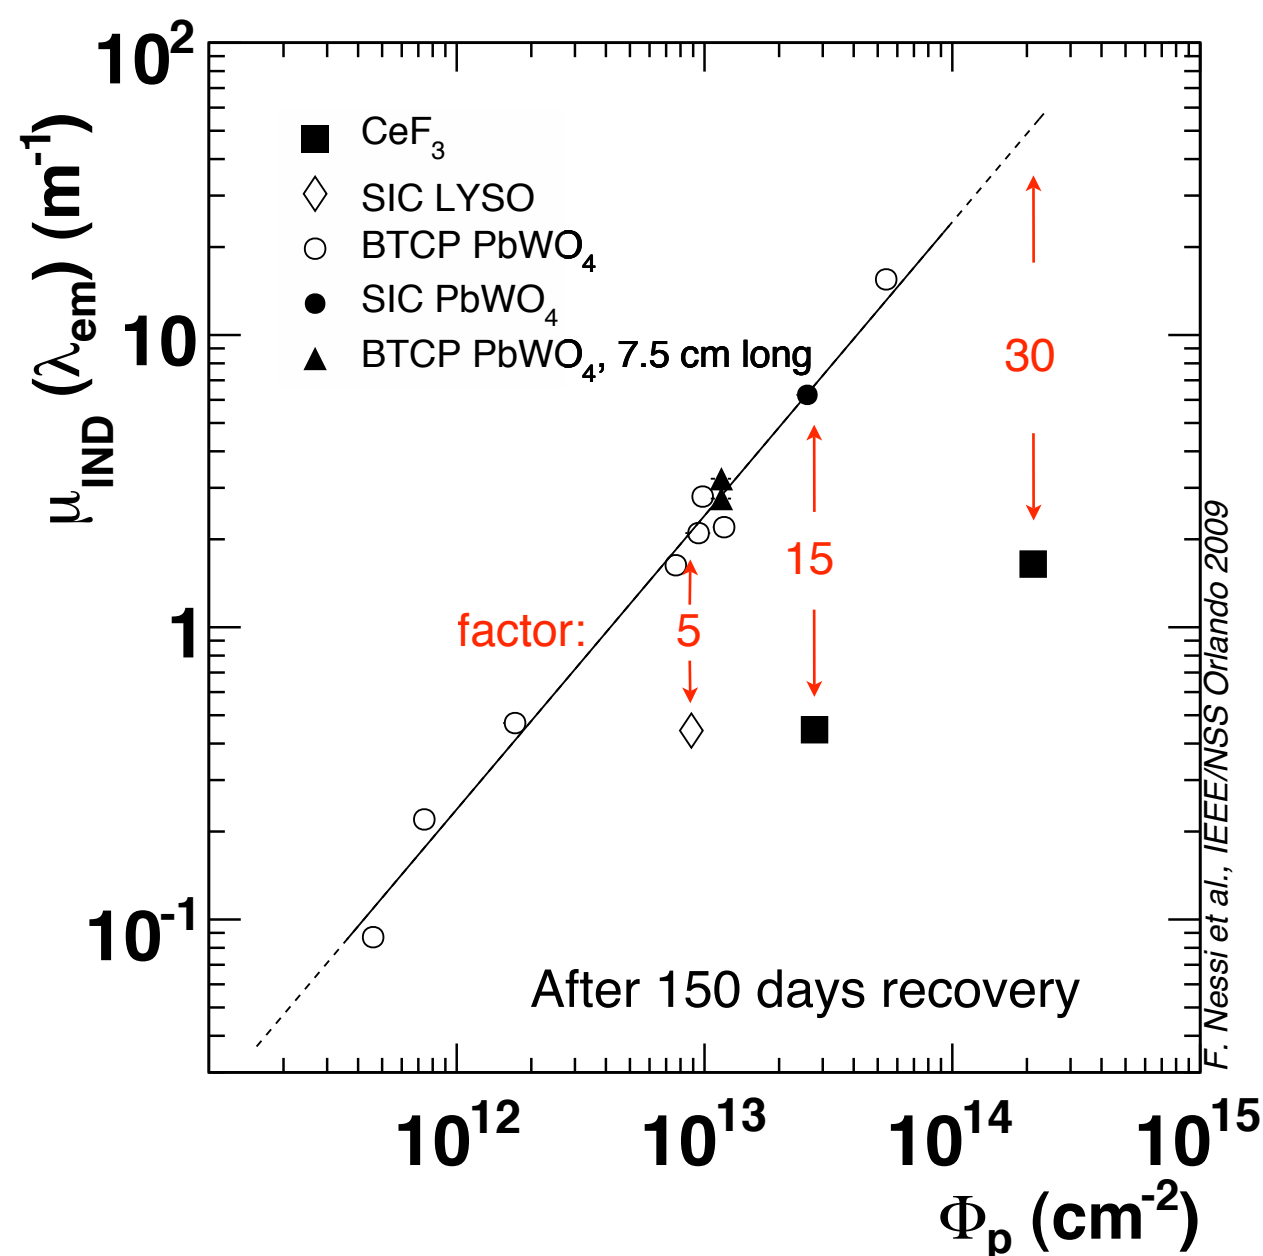 10²
10
1
10⁻¹
μIND (λem) (m⁻¹)
CeF₃
SIC LYSO
BTCP PbWO₄
SIC PbWO₄
BTCP PbWO₄, 7.5 cm long
30
15
factor: 5
After 150 days recovery
F. Nessi et al., IEEE/NSS Orlando 2009
10¹² 10¹³ 10¹⁴ 10¹⁵
Φp (cm⁻²)